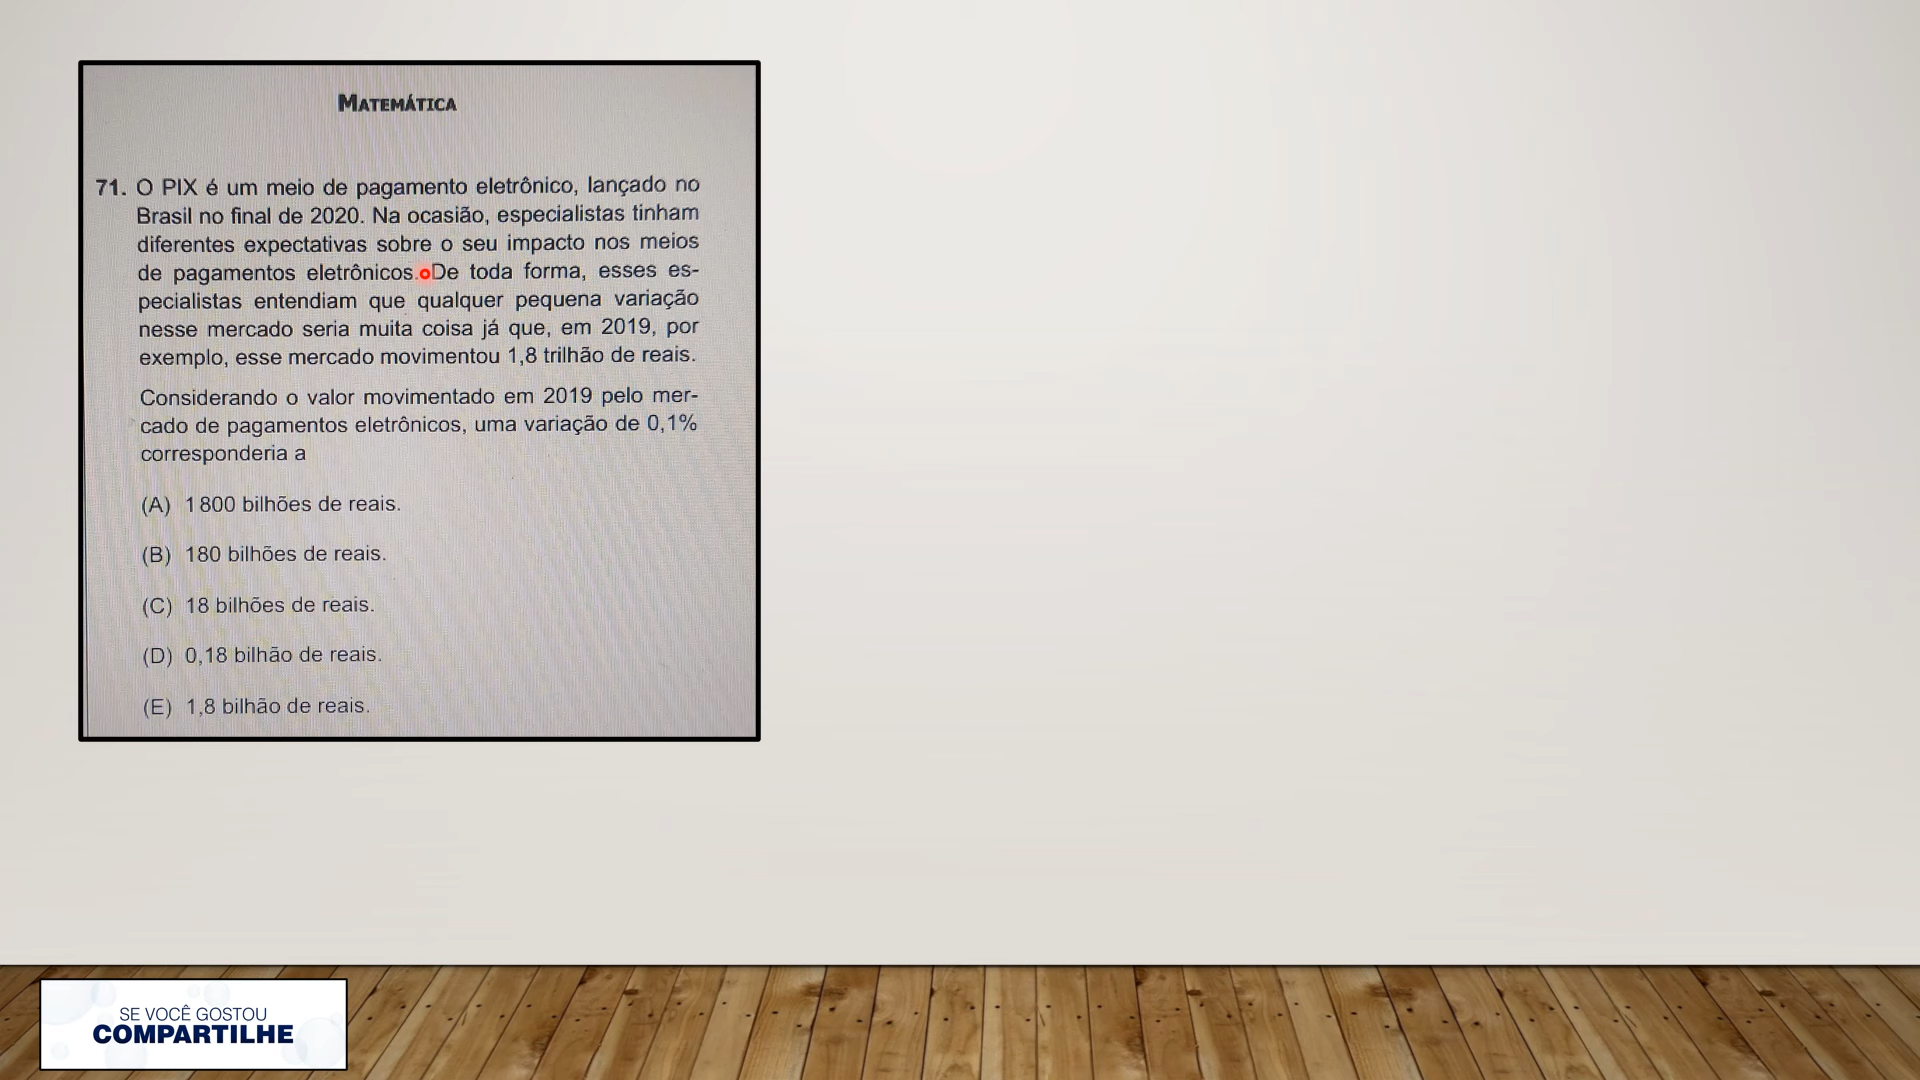 MATEMÁTICA
71. O PIX é um meio de pagamento eletrônico, lançado no
Brasil no final de 2020. Na ocasião, especialistas tinham
diferentes expectativas sobre o seu impacto nos meios
de pagamentos eletrônicos. De toda forma, esses es-
pecialistas entendiam que qualquer pequena variação
nesse mercado seria muita coisa já que, em 2019, por
exemplo, esse mercado movimentou 1,8 trilhão de reais.
Considerando o valor movimentado em 2019 pelo mer-
cado de pagamentos eletrônicos, uma variação de 0,1%
corresponderia a
(A) 1 800 bilhões de reais.
(B) 180 bilhões de reais.
(C) 18 bilhões de reais.
(D) 0,18 bilhão de reais.
(E) 1,8 bilhão de reais.
SE VOCÊ GOSTOU
COMPARTILHE